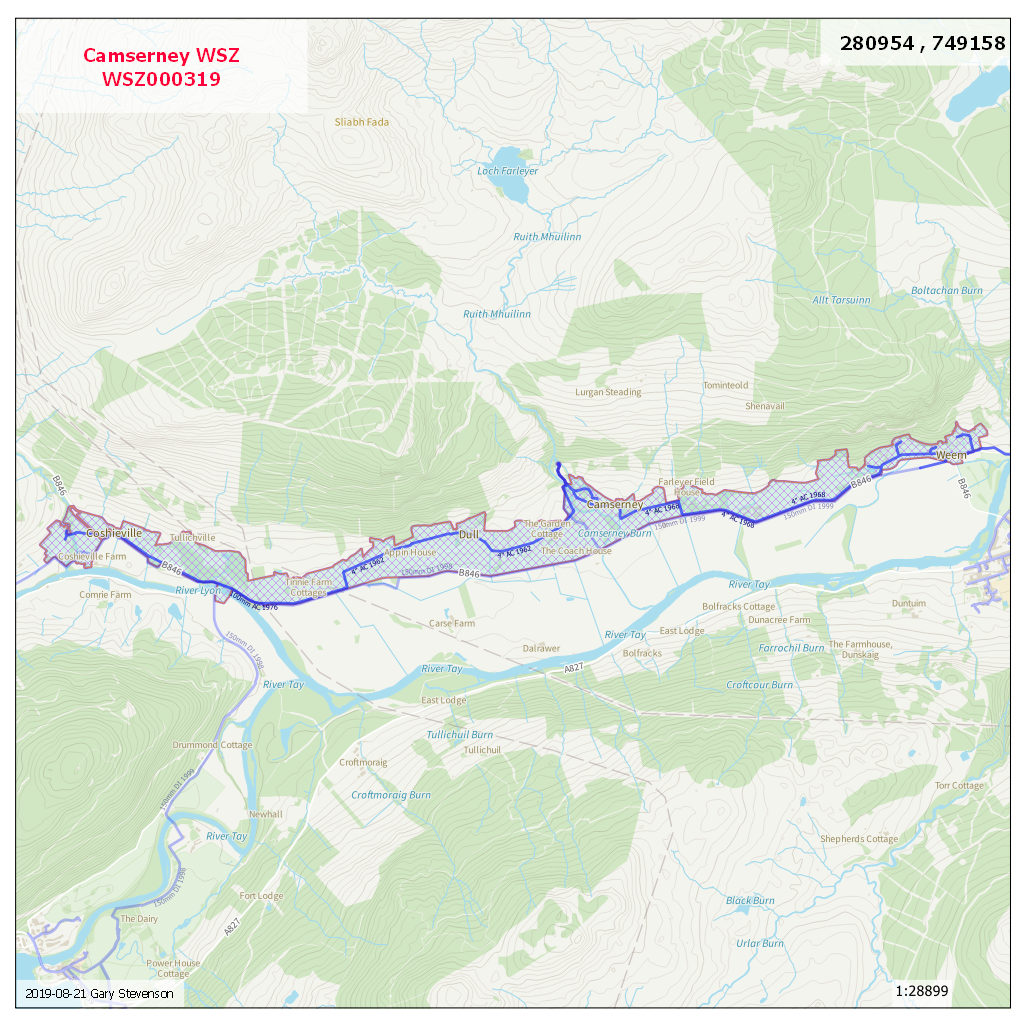 Camserney WSZ
WSZ000319
280954 , 749158
Sliabh Fada
Loch Farleyer
Ruith Mhuilinn
Boltachan Burn
Allt Tarsuinn
Ruith Mhuilinn
Tominteold
Lurgan Steading
Shenavail
Weem
B846
B846
B846
Farleyer Field
House
4" AC 1968
Camserney
4" AC 1968
4" AC 1968
150mm DI 1999
150mm DI 1999
The Garden
Cottage
CamserneyBurn
Coshieville
Tullichville
Dull
Coshieville Farm
Appin House
4" AC 1962
The Coach House
4" AC 1962
150mm DI 1998
B846
B846
Tinnie Farm
Cottages
River Lyon
Comrie Farm
100mm AC 1976
River Tay
Bolfracks Cottage
Duntuim
Dunacree Farm
Carse Farm
River Tay
East Lodge
150mm DI 1998
Dalrawer
Bolfracks
Farrochil Burn
The Farmhouse,
Dunskaig
River Tay
A827
River Tay
Croftcour Burn
East Lodge
Tullichuil Burn
Drummond Cottage
Tullichuil
Croftmoraig
150mm DI 1999
Croftmoraig Burn
Torr Cottage
Newhall
River Tay
Shepherds Cottage
150mm DI 1998
Fort Lodge
Black Burn
The Dairy
A827
Urlar Burn
Power House
Cottage
2019-08-21 Gary Stevenson
1:28899